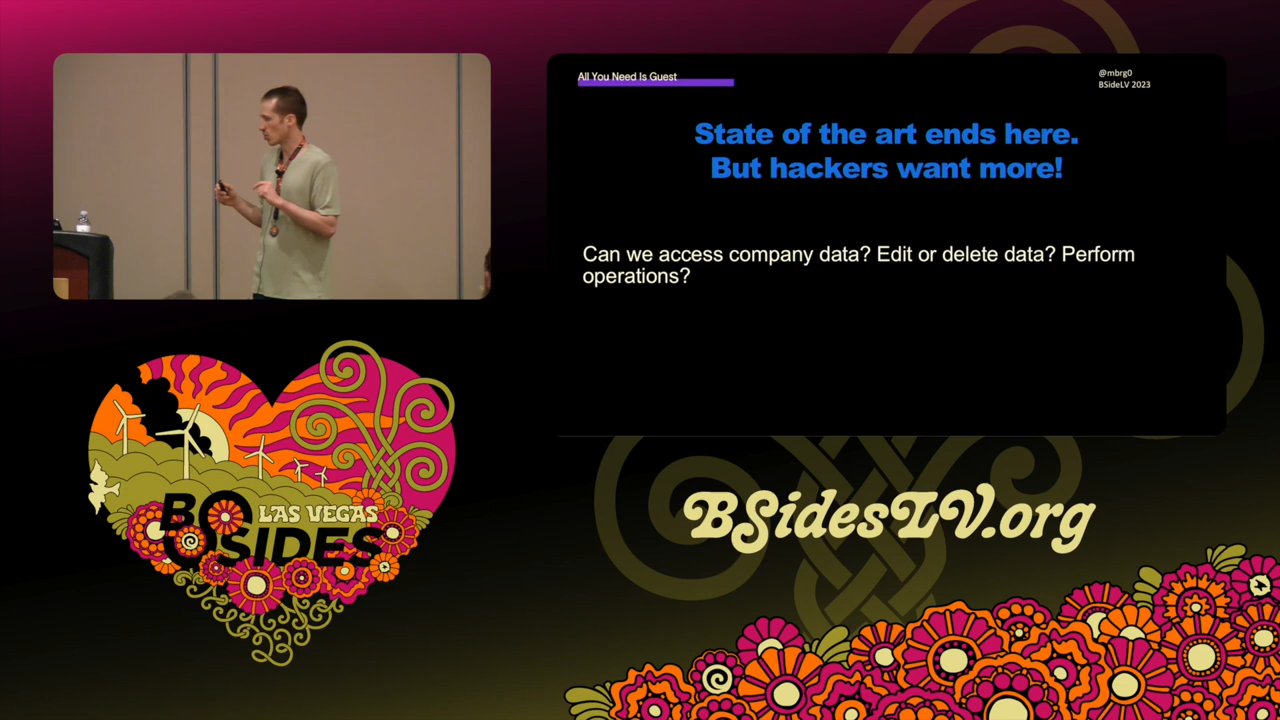 All You Need Is Guest
@mbrg0
BSideLV 2023
State of the art ends here.
But hackers want more!
Can we access company data? Edit or delete data? Perform
operations?
LAS VEGAS
BSIDES
23
BSidesLV.org